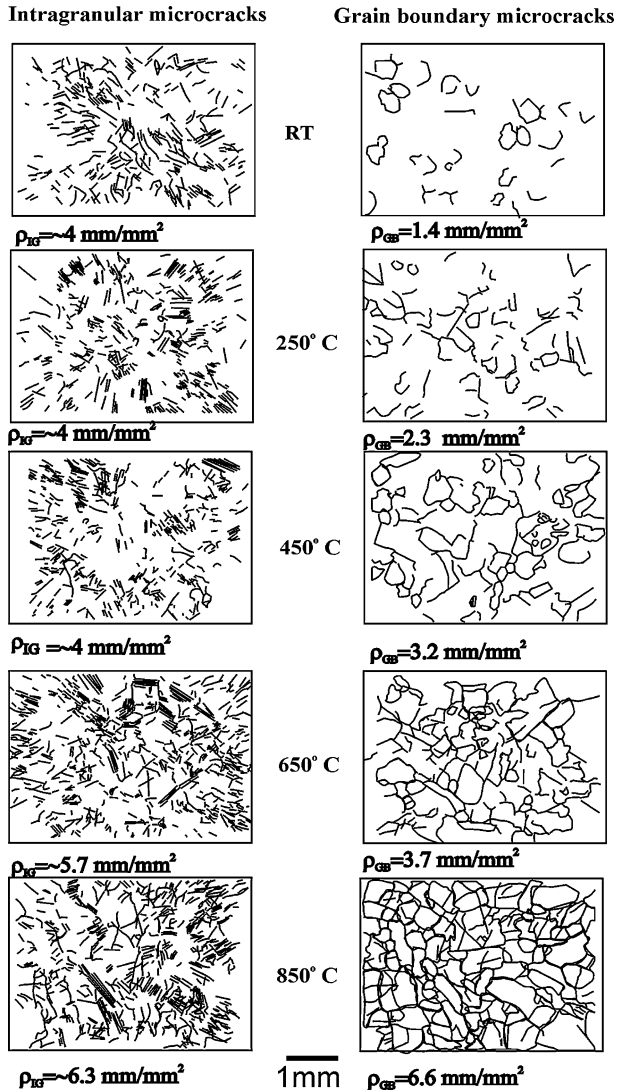 Intragranular microcracks Grain boundary microcracks
RT
ρIG=~4 mm/mm² ρGB=1.4 mm/mm²
250° C
ρIG=~4 mm/mm² ρGB=2.3 mm/mm²
450° C
ρIG =~4 mm/mm² ρGB=3.2 mm/mm²
650° C
ρIG=~5.7 mm/mm² ρGB=3.7 mm/mm²
850° C
ρIG=~6.3 mm/mm² 1mm ρGB=6.6 mm/mm²